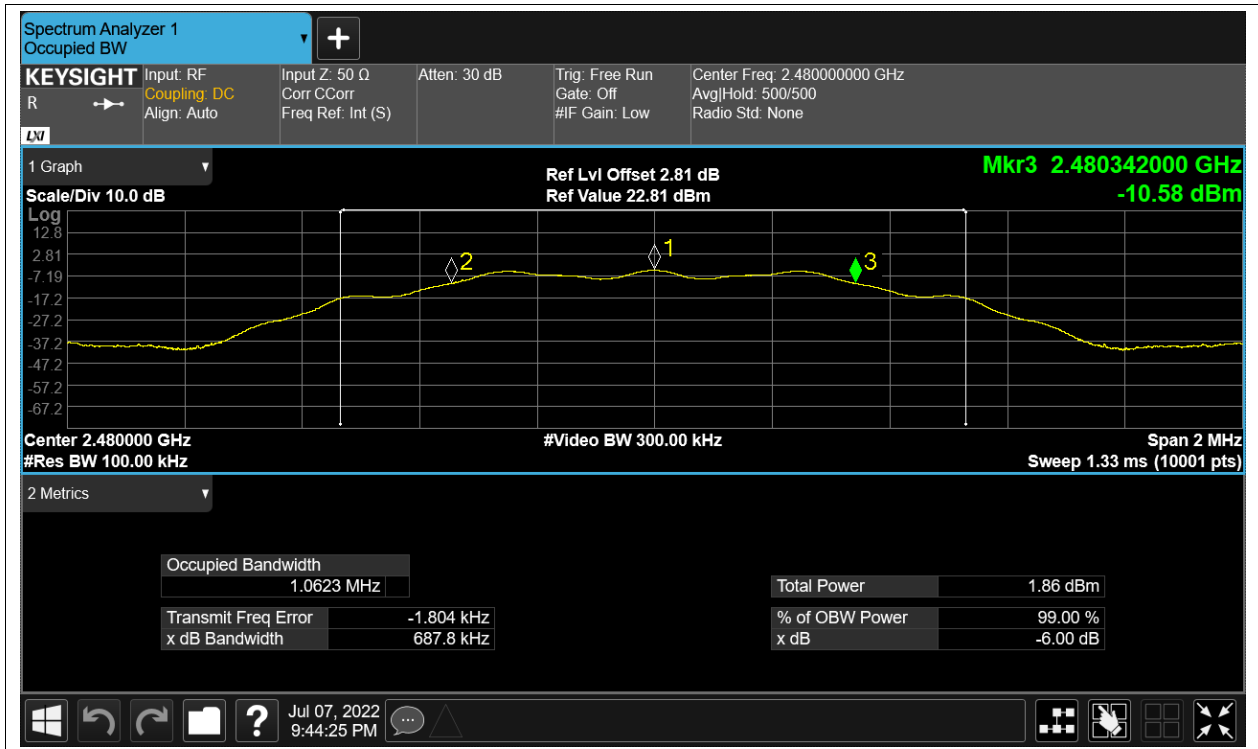 Spectrum Analyzer 1
Occupied BW
KEYSIGHT Input: RF Input Z: 50 Ω Atten: 30 dB Trig: Free Run Center Freq: 2.480000000 GHz
R Coupling: DC Corr CCorr Gate: Off Avg|Hold: 500/500
Align: Auto Freq Ref: Int (S) #IF Gain: Low Radio Std: None
LXI
1 Graph Ref Lvl Offset 2.81 dB Mkr3 2.480342000 GHz
Scale/Div 10.0 dB Ref Value 22.81 dBm -10.58 dBm
Log
12.8
2.81
-7.19
-17.2
-27.2
-37.2
-47.2
-57.2
-67.2
2
1
3
Center 2.480000 GHz #Video BW 300.00 kHz Span 2 MHz
#Res BW 100.00 kHz Sweep 1.33 ms (10001 pts)
2 Metrics
Occupied Bandwidth
1.0623 MHz Total Power 1.86 dBm
Transmit Freq Error -1.804 kHz % of OBW Power 99.00 %
x dB Bandwidth 687.8 kHz x dB -6.00 dB
? Jul 07, 2022
9:44:25 PM